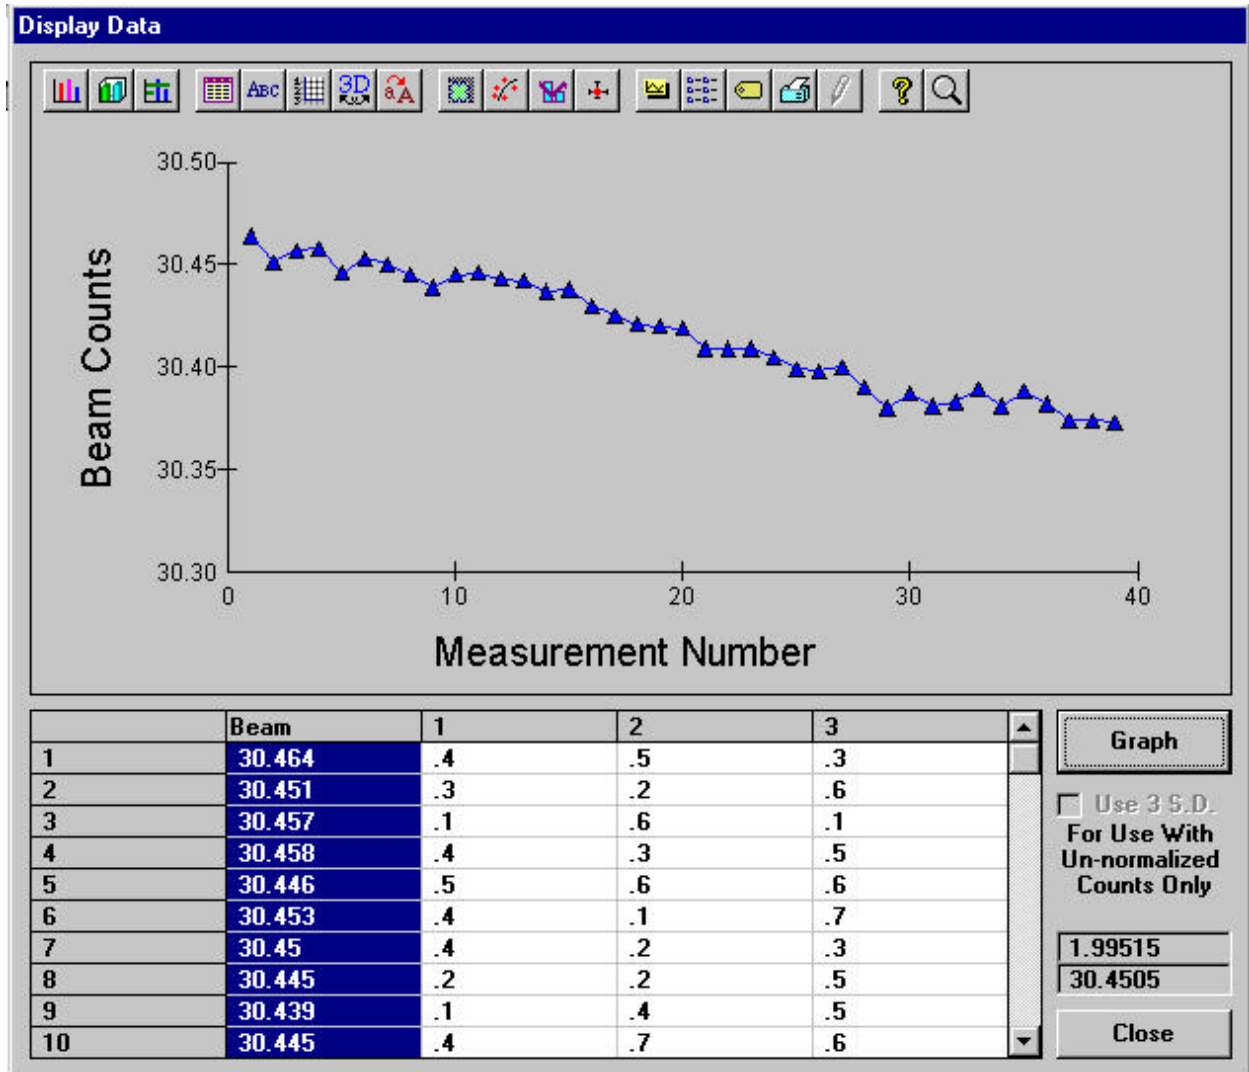 Display Data
ABC
3D
aA
?
30.50
30.45
30.40
30.35
30.30
Beam Counts
0 10 20 30 40
Measurement Number
Beam 1 2 3
1 30.464 .4 .5 .3
2 30.451 .3 .2 .6
3 30.457 .1 .6 .1
4 30.458 .4 .3 .5
5 30.446 .5 .6 .6
6 30.453 .4 .1 .7
7 30.45 .4 .2 .3
8 30.445 .2 .2 .5
9 30.439 .1 .4 .5
10 30.445 .4 .7 .6
Graph
Use 3 S.D.
For Use With
Un-normalized
Counts Only
1.99515
30.4505
Close